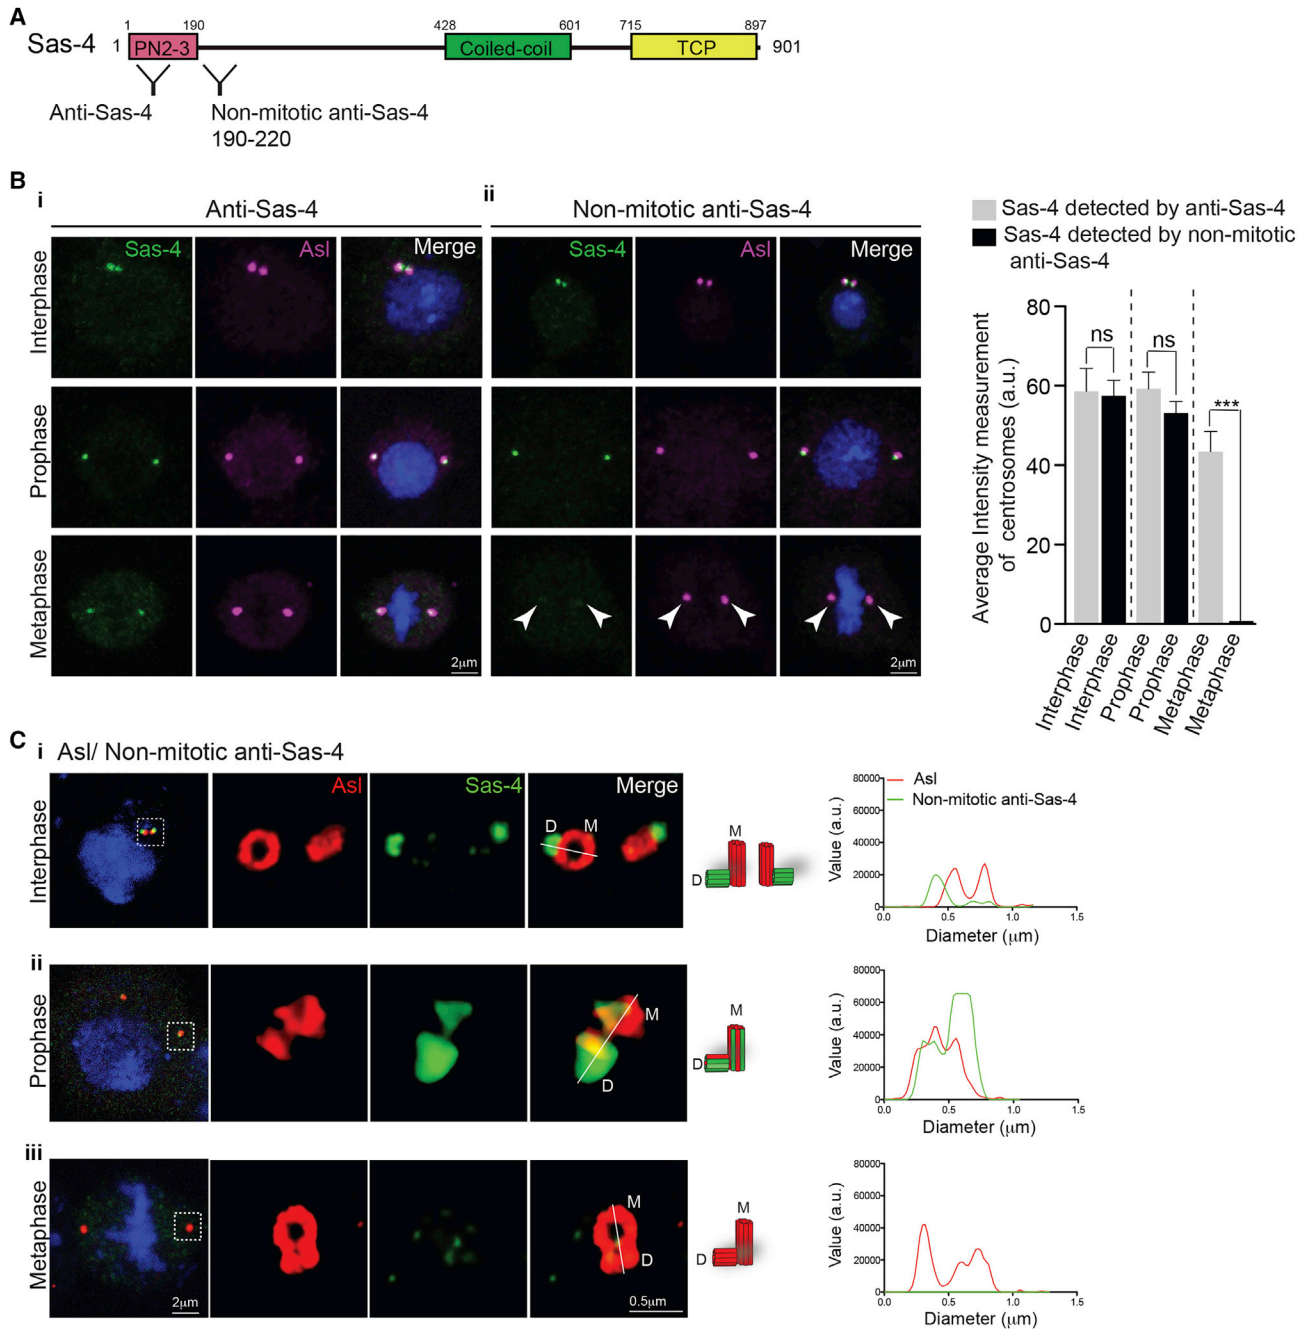 A
Sas-4 1 1 PN2-3 190 428 Coiled-coil 601 715 TCP 897 901
Anti-Sas-4
Non-mitotic anti-Sas-4
190-220
B
i
Anti-Sas-4
ii
Non-mitotic anti-Sas-4
Sas-4 Asl Merge
Sas-4 Asl Merge
Interphase
Prophase
Metaphase
2μm
2μm
Sas-4 detected by anti-Sas-4
Sas-4 detected by non-mitotic
anti-Sas-4
Average Intensity measurement
of centrosomes (a.u.)
80
60
40
20
0
ns
ns
***
Interphase
Interphase
Prophase
Prophase
Metaphase
Metaphase
C
i Asl/ Non-mitotic anti-Sas-4
Interphase
Asl
Sas-4
Merge
D M
M
D
Asl
Non-mitotic anti-Sas-4
Value (a.u.)
80000
60000
40000
20000
0
0.0 0.5 1.0 1.5
Diameter (μm)
ii
Prophase
M
D
M
D
Value (a.u.)
80000
60000
40000
20000
0
0.0 0.5 1.0 1.5
Diameter (μm)
iii
Metaphase
2μm
M
D
0.5μm
M
D
Value (a.u.)
80000
60000
40000
20000
0
0.0 0.5 1.0 1.5
Diameter (μm)